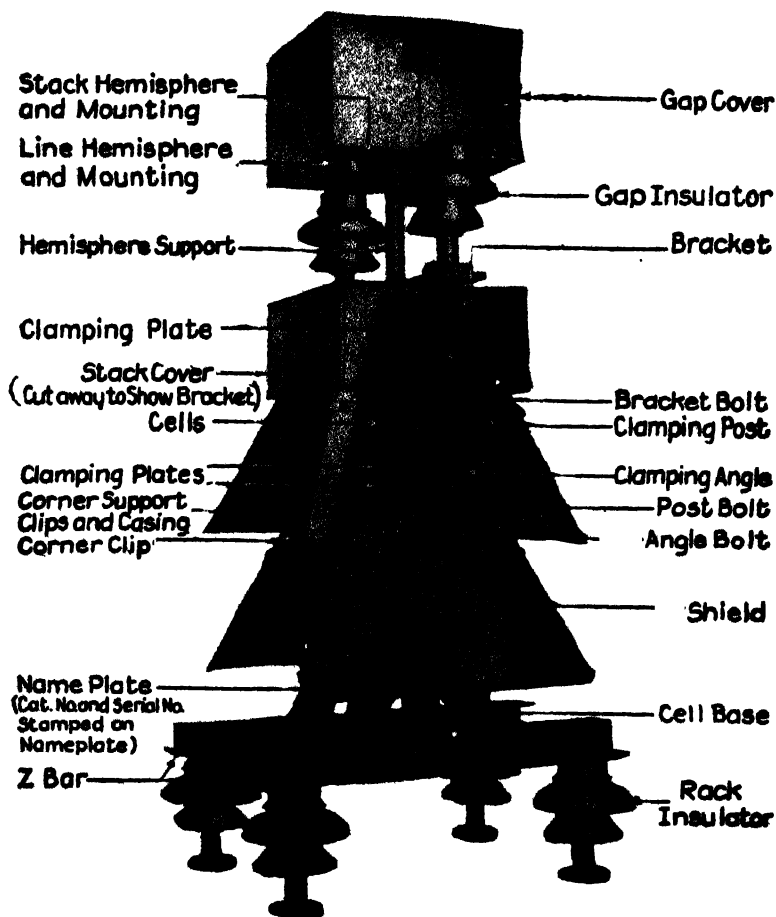 Stack Hemisphere
and Mounting
Line Hemisphere
and Mounting
Hemisphere Support
Clamping Plate
Stack Cover
(Cut away to Show Bracket)
Cells
Clamping Plates
Corner Support
Clips and Casing
Corner Clip
Name Plate
(Cat. No. and Serial No.
Stamped on
Nameplate)
Z Bar
Gap Cover
Gap Insulator
Bracket
Bracket Bolt
Clamping Post
Clamping Angle
Post Bolt
Angle Bolt
Shield
Cell Base
Rack
Insulator